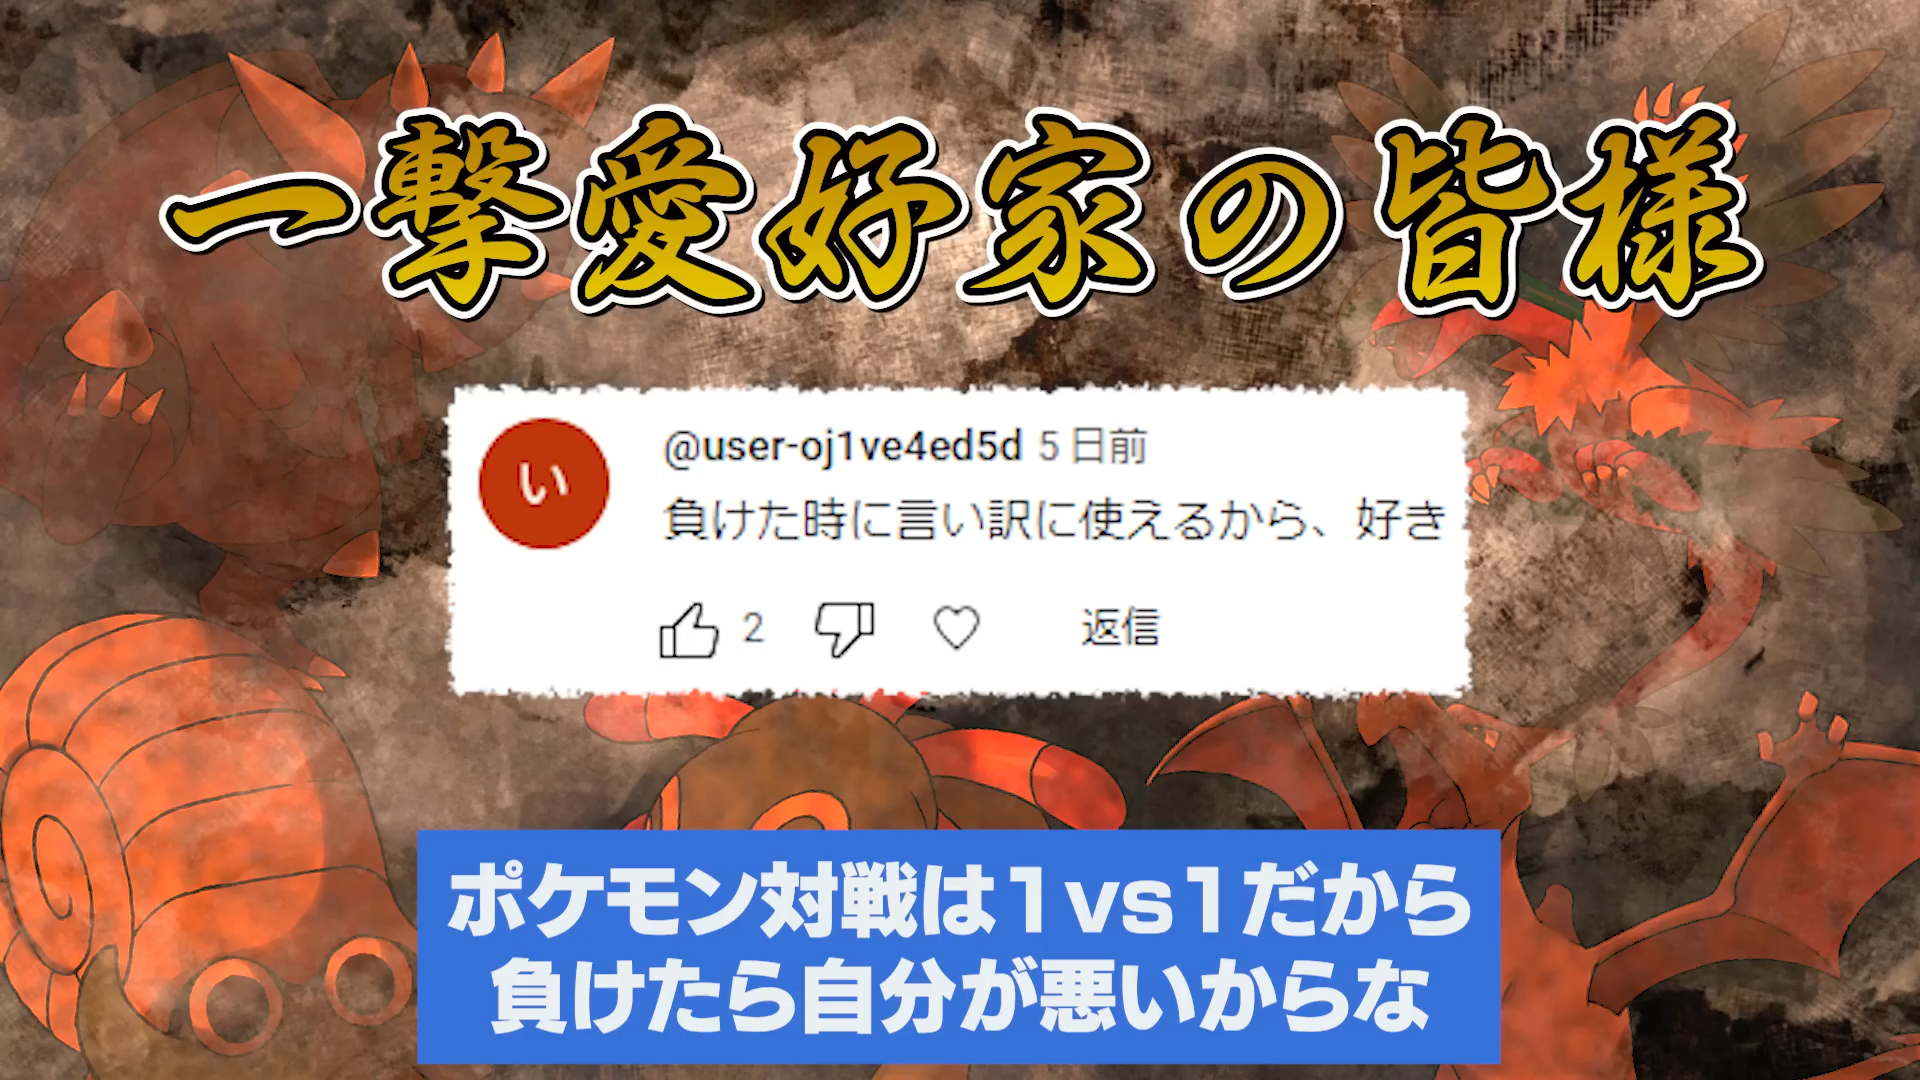 一撃愛好家の皆様
い
@user-oj1ve4ed5d 5 日前
負けた時に言い訳に使えるから、好き
2 返信
ポケモン対戦は1vs1だから
負けたら自分が悪いからな